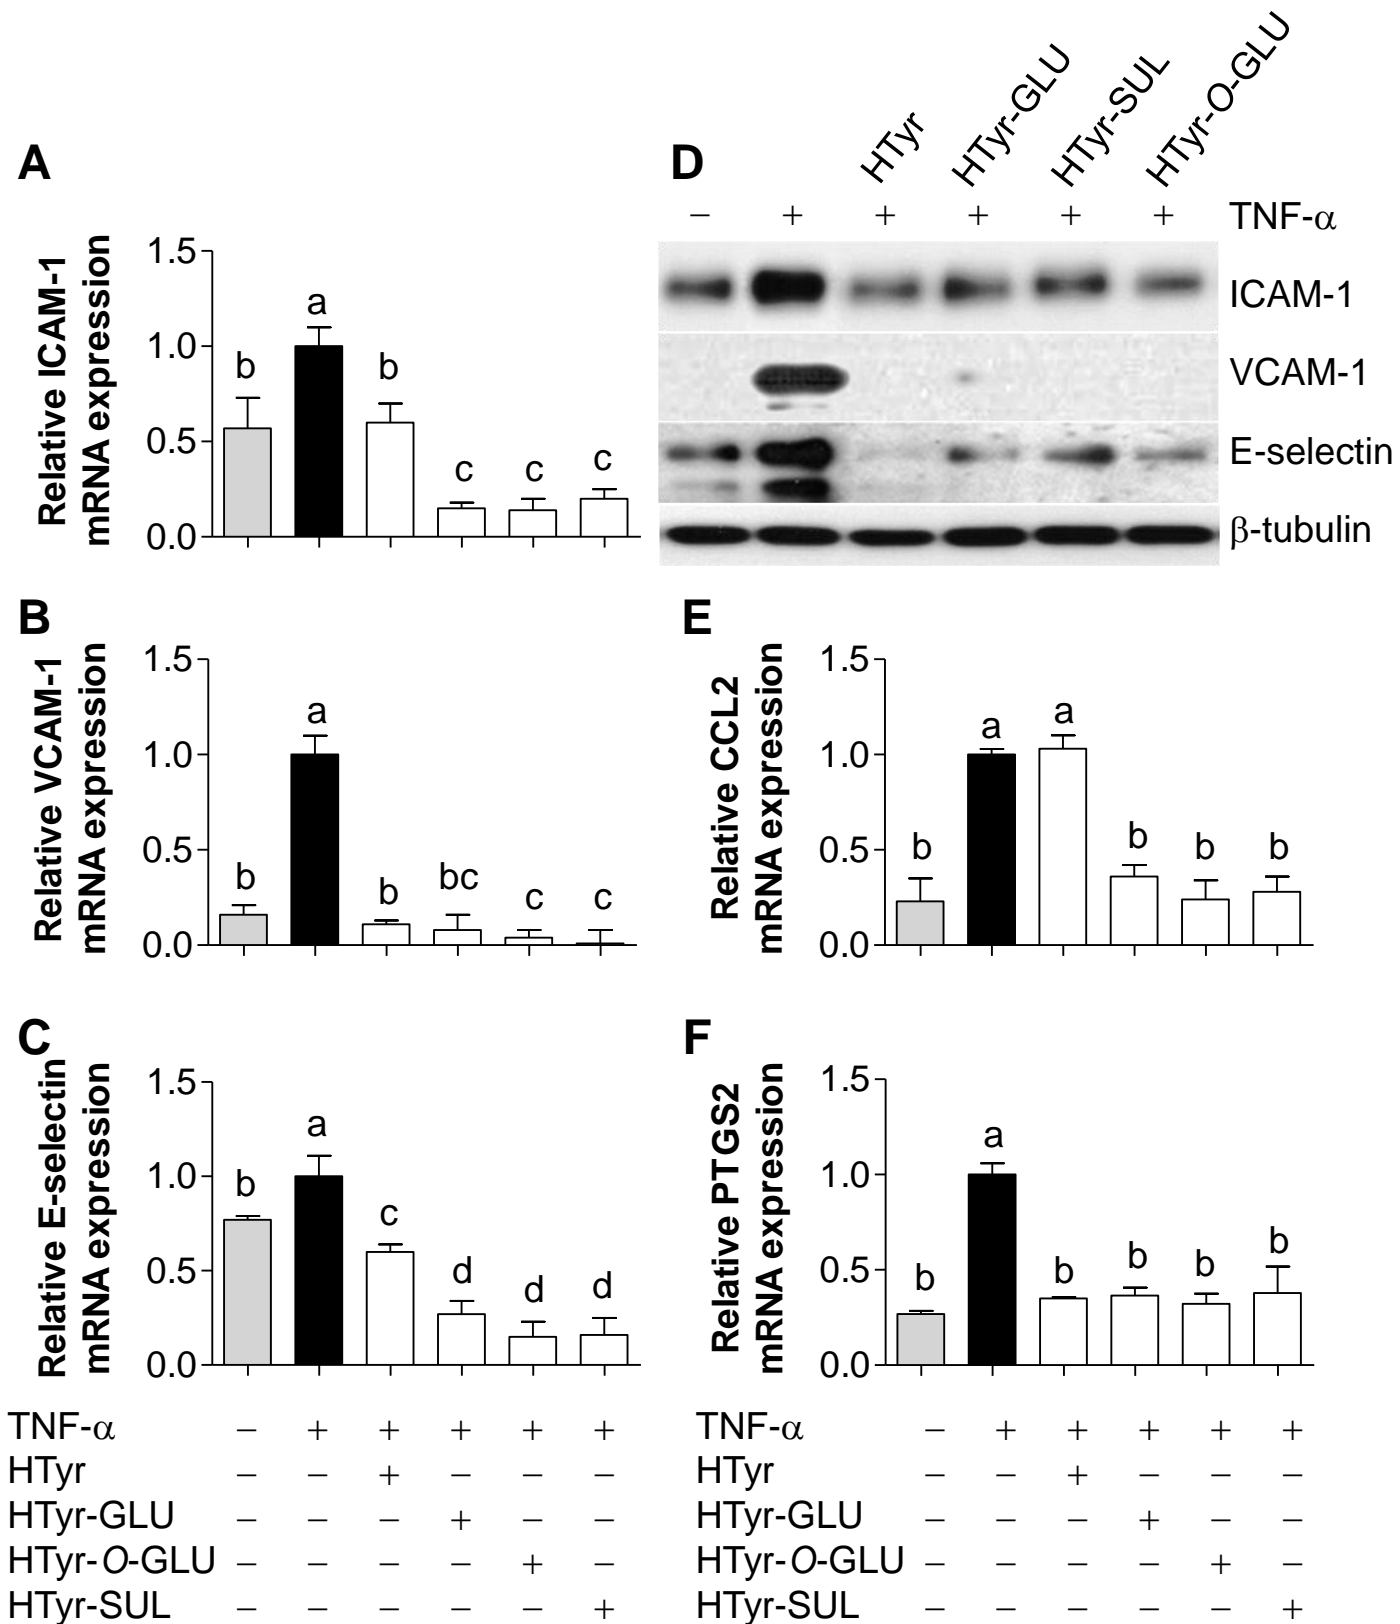 A
Relative ICAM-1
mRNA expression
1.5
1.0
0.5
0.0
b
a
b
c
c
c
D
HTyr
HTyr-GLU
HTyr-SUL
HTyr-O-GLU
− + + + + + TNF-α
ICAM-1
VCAM-1
E-selectin
β-tubulin
B
Relative VCAM-1
mRNA expression
1.5
1.0
0.5
0.0
b
a
b
bc
c
c
E
Relative CCL2
mRNA expression
1.5
1.0
0.5
0.0
b
a
a
b
b
b
C
Relative E-selectin
mRNA expression
1.5
1.0
0.5
0.0
b
a
c
d
d
d
TNF-α − + + + + +
HTyr − − + − − −
HTyr-GLU − − − + − −
HTyr-O-GLU − − − − + −
HTyr-SUL − − − − − +
F
Relative PTGS2
mRNA expression
1.5
1.0
0.5
0.0
b
a
b
b
b
b
TNF-α − + + + + +
HTyr − − + − − −
HTyr-GLU − − − + − −
HTyr-O-GLU − − − − + −
HTyr-SUL − − − − − +